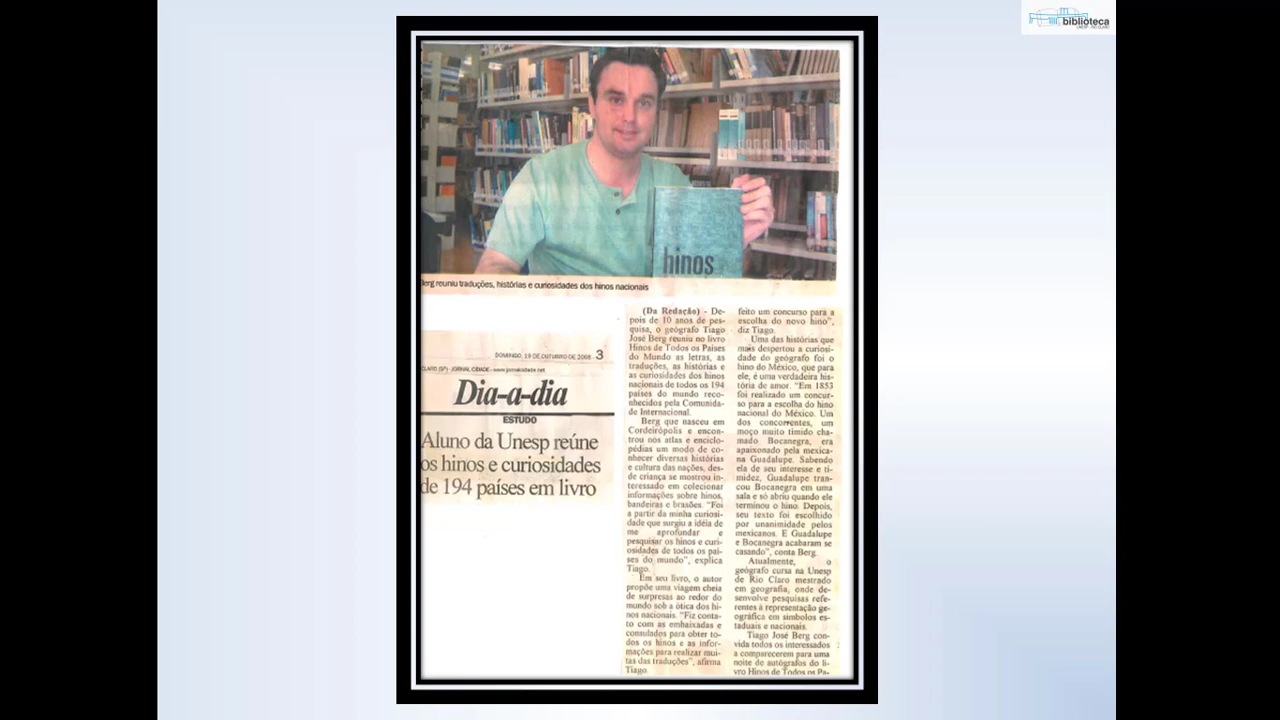 biblioteca
hinos
Berg reuniu traduções, histórias e curiosidades dos hinos nacionais
DOMINGO, 19 DE OUTUBRO DE 2008 3
CLARO (SP) - JORNAL CIDADE - www.jornalcidade.net
Dia-a-dia
ESTUDO
Aluno da Unesp reúne
os hinos e curiosidades
de 194 países em livro
(Da Redação) - De-
pois de 10 anos de pes-
quisa, o geógrafo Tiago
José Berg reuniu no livro
Hinos de Todos os Países
do Mundo as letras, as
traduções, as histórias e
as curiosidades dos hinos
nacionais de todos os 194
países do mundo reco-
nhecidos pela Comunida-
de Internacional.
Berg que nasceu em
Cordeirópolis e encon-
trou nos atlas e enciclo-
pédias um modo de co-
nhecer diversas histórias
e cultura das nações, des-
de criança se mostrou in-
teressado em colecionar
informações sobre hinos,
bandeiras e brasões. "Foi
a partir da minha curiosi-
dade que surgiu a idéia de
me aprofundar e
pesquisar os hinos e curi-
osidades de todos os paí-
ses do mundo", explica
Tiago.
Em seu livro, o autor
propõe uma viagem cheia
de surpresas ao redor do
mundo sob a ótica dos hi-
nos nacionais. "Fiz conta-
to com as embaixadas e
consulados para obter to-
dos os hinos e as infor-
mações para realizar mui-
tas das traduções", afirma
Tiago.
feito um concurso para a
escolha do novo hino",
diz Tiago.
Uma das histórias que
mais despertou a curiosi-
dade do geógrafo foi o
hino do México, que para
ele, é uma verdadeira his-
tória de amor. "Em 1853
foi realizado um concur-
so para a escolha do hino
nacional do México. Um
dos concorrentes, um
moço muito tímido cha-
mado Bocanegra, era
apaixonado pela mexica-
na Guadalupe. Sabendo
ela de seu interesse e ti-
midez, Guadalupe tran-
cou Bocanegra em uma
sala e só abriu quando ele
terminou o hino. Depois,
seu texto foi escolhido
por unanimidade pelos
mexicanos. E Guadalupe
e Bocanegra acabaram se
casando", conta Berg.
Atualmente, o
geógrafo cursa na Unesp
de Rio Claro mestrado
em geografia, onde de-
senvolve pesquisas refe-
rentes à representação ge-
ográfica em símbolos es-
taduais e nacionais.
Tiago José Berg con-
vida todos os interessados
a comparecerem para uma
noite de autógrafos do li-
vro Hinos de Todos os Pa-